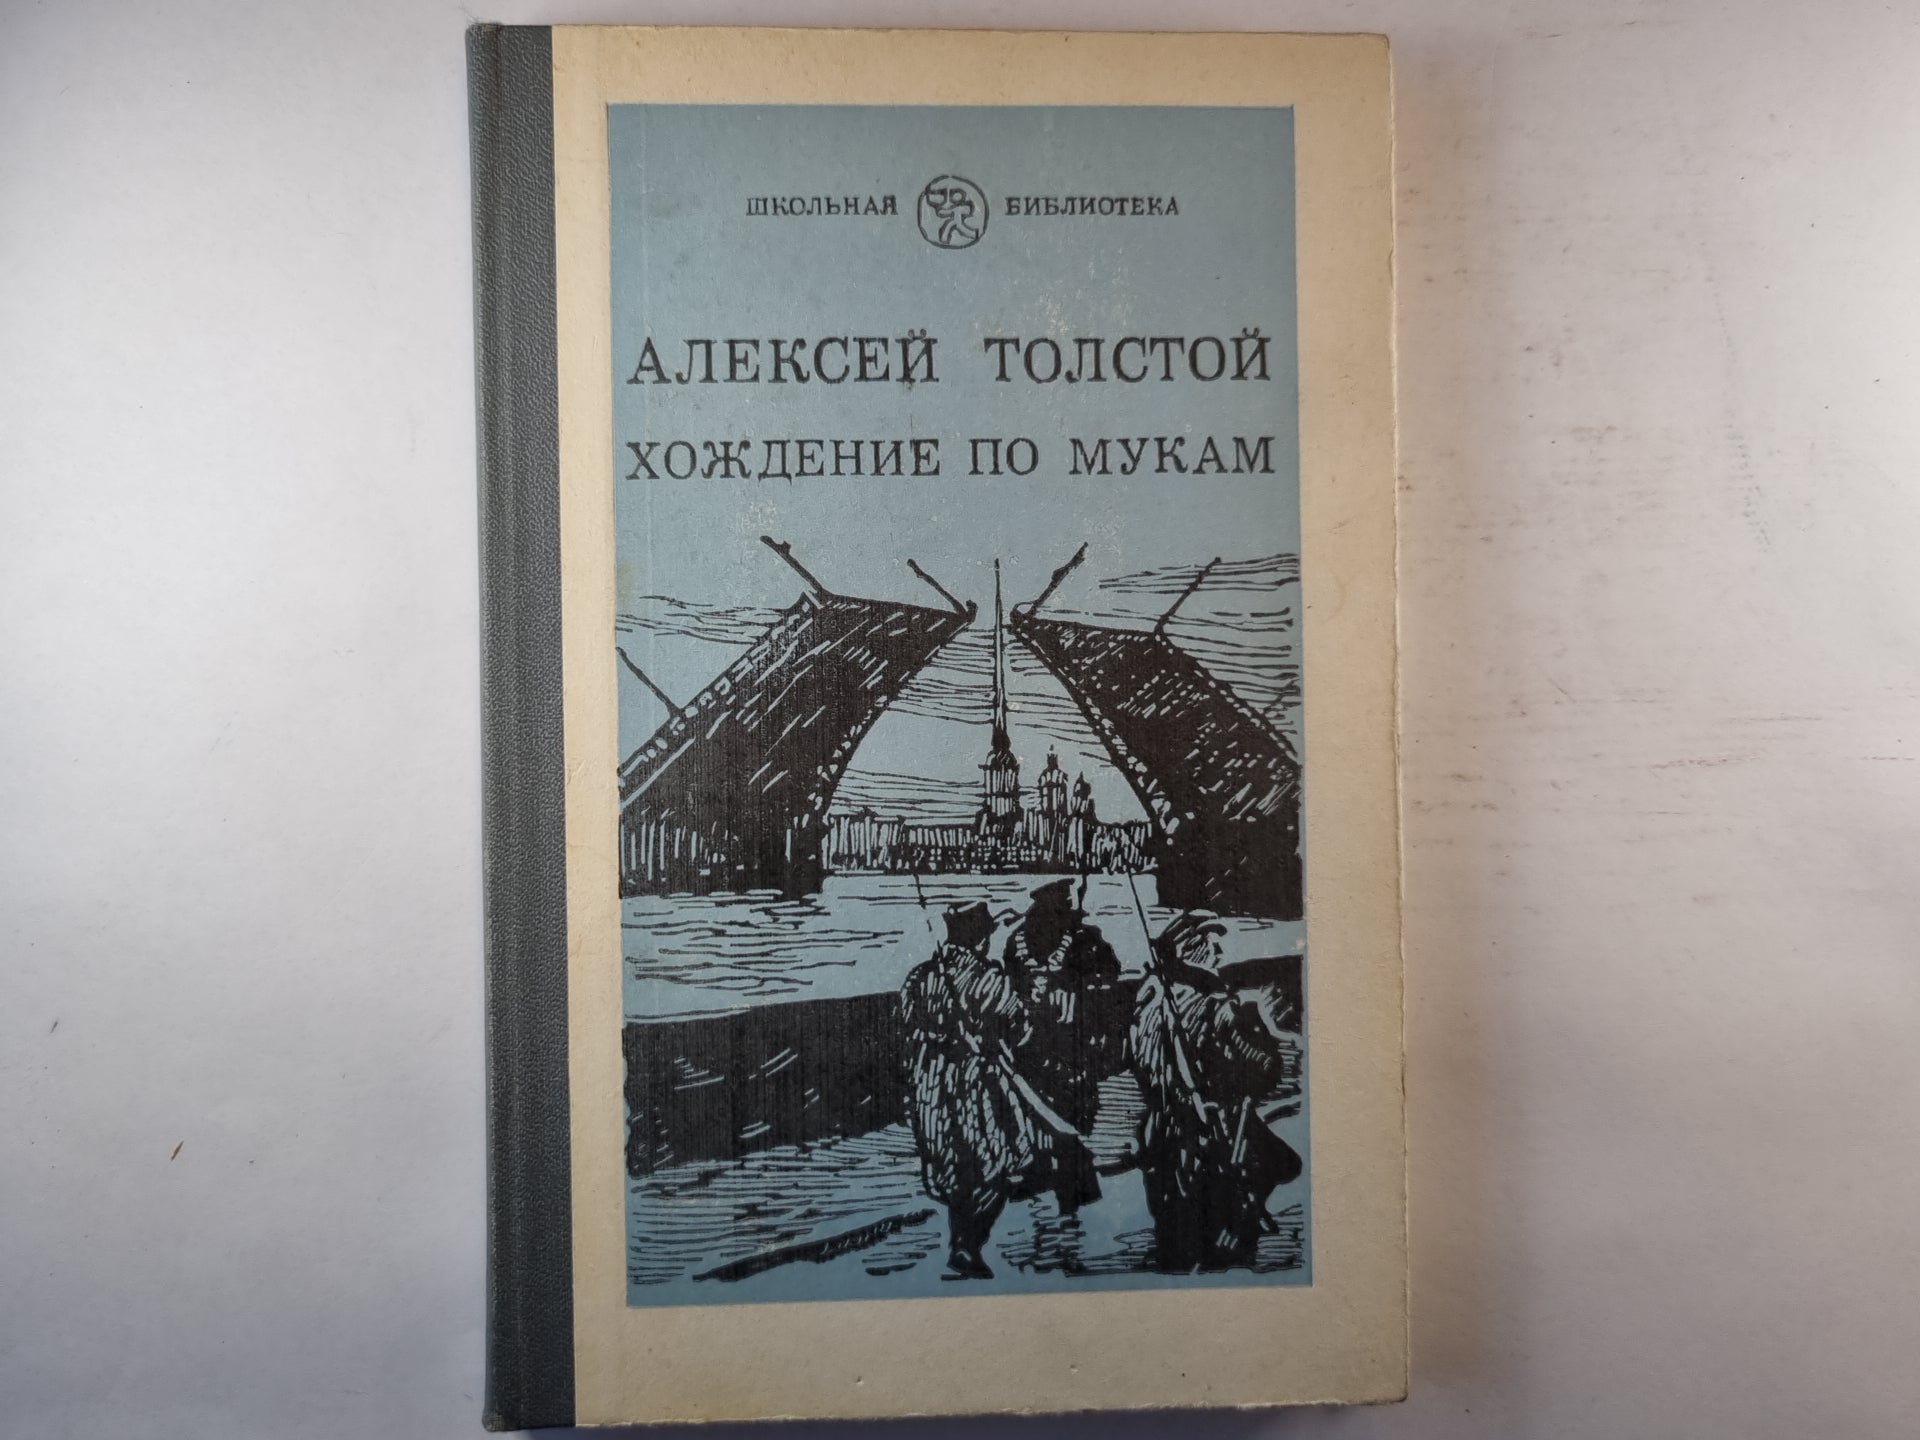 ШКОЛЬНАЯ БИБЛИОТЕКА
АЛЕКСЕЙ ТОЛСТОЙ
ХОЖДЕНИЕ ПО МУКАМ